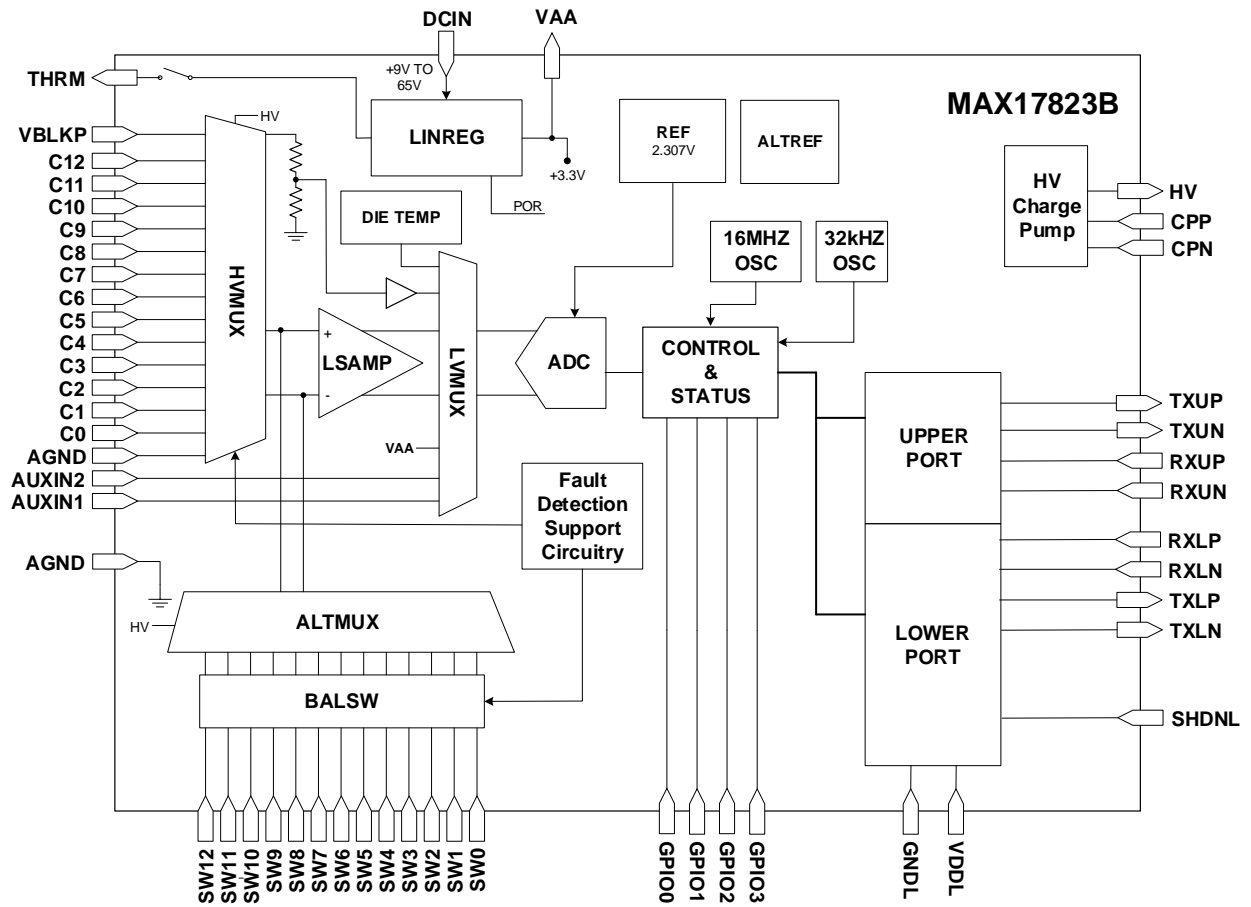 DCIN
VAA
THRM
+9V TO
65V
LINREG
+3.3V
POR
REF
2.307V
ALTREF
MAX17823B
HV
Charge
Pump
HV
CPP
CPN
VBLKP
C12
C11
C10
C9
C8
C7
C6
C5
C4
C3
C2
C1
C0
AGND
AUXIN2
AUXIN1
AGND
HV
HVMUX
DIE TEMP
16MHZ
OSC
32kHZ
OSC
+
-
LSAMP
LVMUX
VAA
ADC
CONTROL
&
STATUS
Fault
Detection
Support
Circuitry
UPPER
PORT
LOWER
PORT
TXUP
TXUN
RXUP
RXUN
RXLP
RXLN
TXLP
TXLN
SHDNL
HV
ALTMUX
BALSW
SW12
SW11
SW10
SW9
SW8
SW7
SW6
SW5
SW4
SW3
SW2
SW1
SW0
GPIO0
GPIO1
GPIO2
GPIO3
GNDL
VDDL